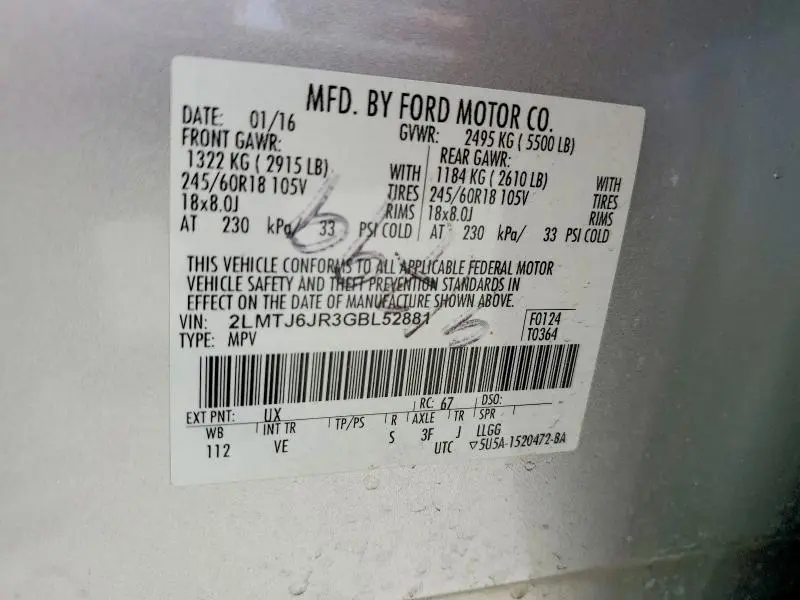 MFD. BY FORD MOTOR CO.
DATE: 01/16 GVWR: 2495 KG ( 5500 LB)
FRONT GAWR: REAR GAWR:
1322 KG ( 2915 LB) WITH 1184 KG ( 2610 LB) WITH
245/60R18 105V TIRES 245/60R18 105V TIRES
18x8.0J RIMS 18x8.0J RIMS
AT 230 kPa/ 33 PSI COLD AT 230 kPa/ 33 PSI COLD
THIS VEHICLE CONFORMS TO ALL APPLICABLE FEDERAL MOTOR
VEHICLE SAFETY AND THEFT PREVENTION STANDARDS IN
EFFECT ON THE DATE OF MANUFACTURE SHOWN ABOVE.
VIN: 2LMTJ6JR3GBL52881 F0124
TYPE: MPV T0364
EXT PNT: UX RC: 67 DSO:
WB INT TR TP/PS R AXLE TR SPR
112 VE S 3F J LLGG
UTC ▽5U5A-1520472-BA